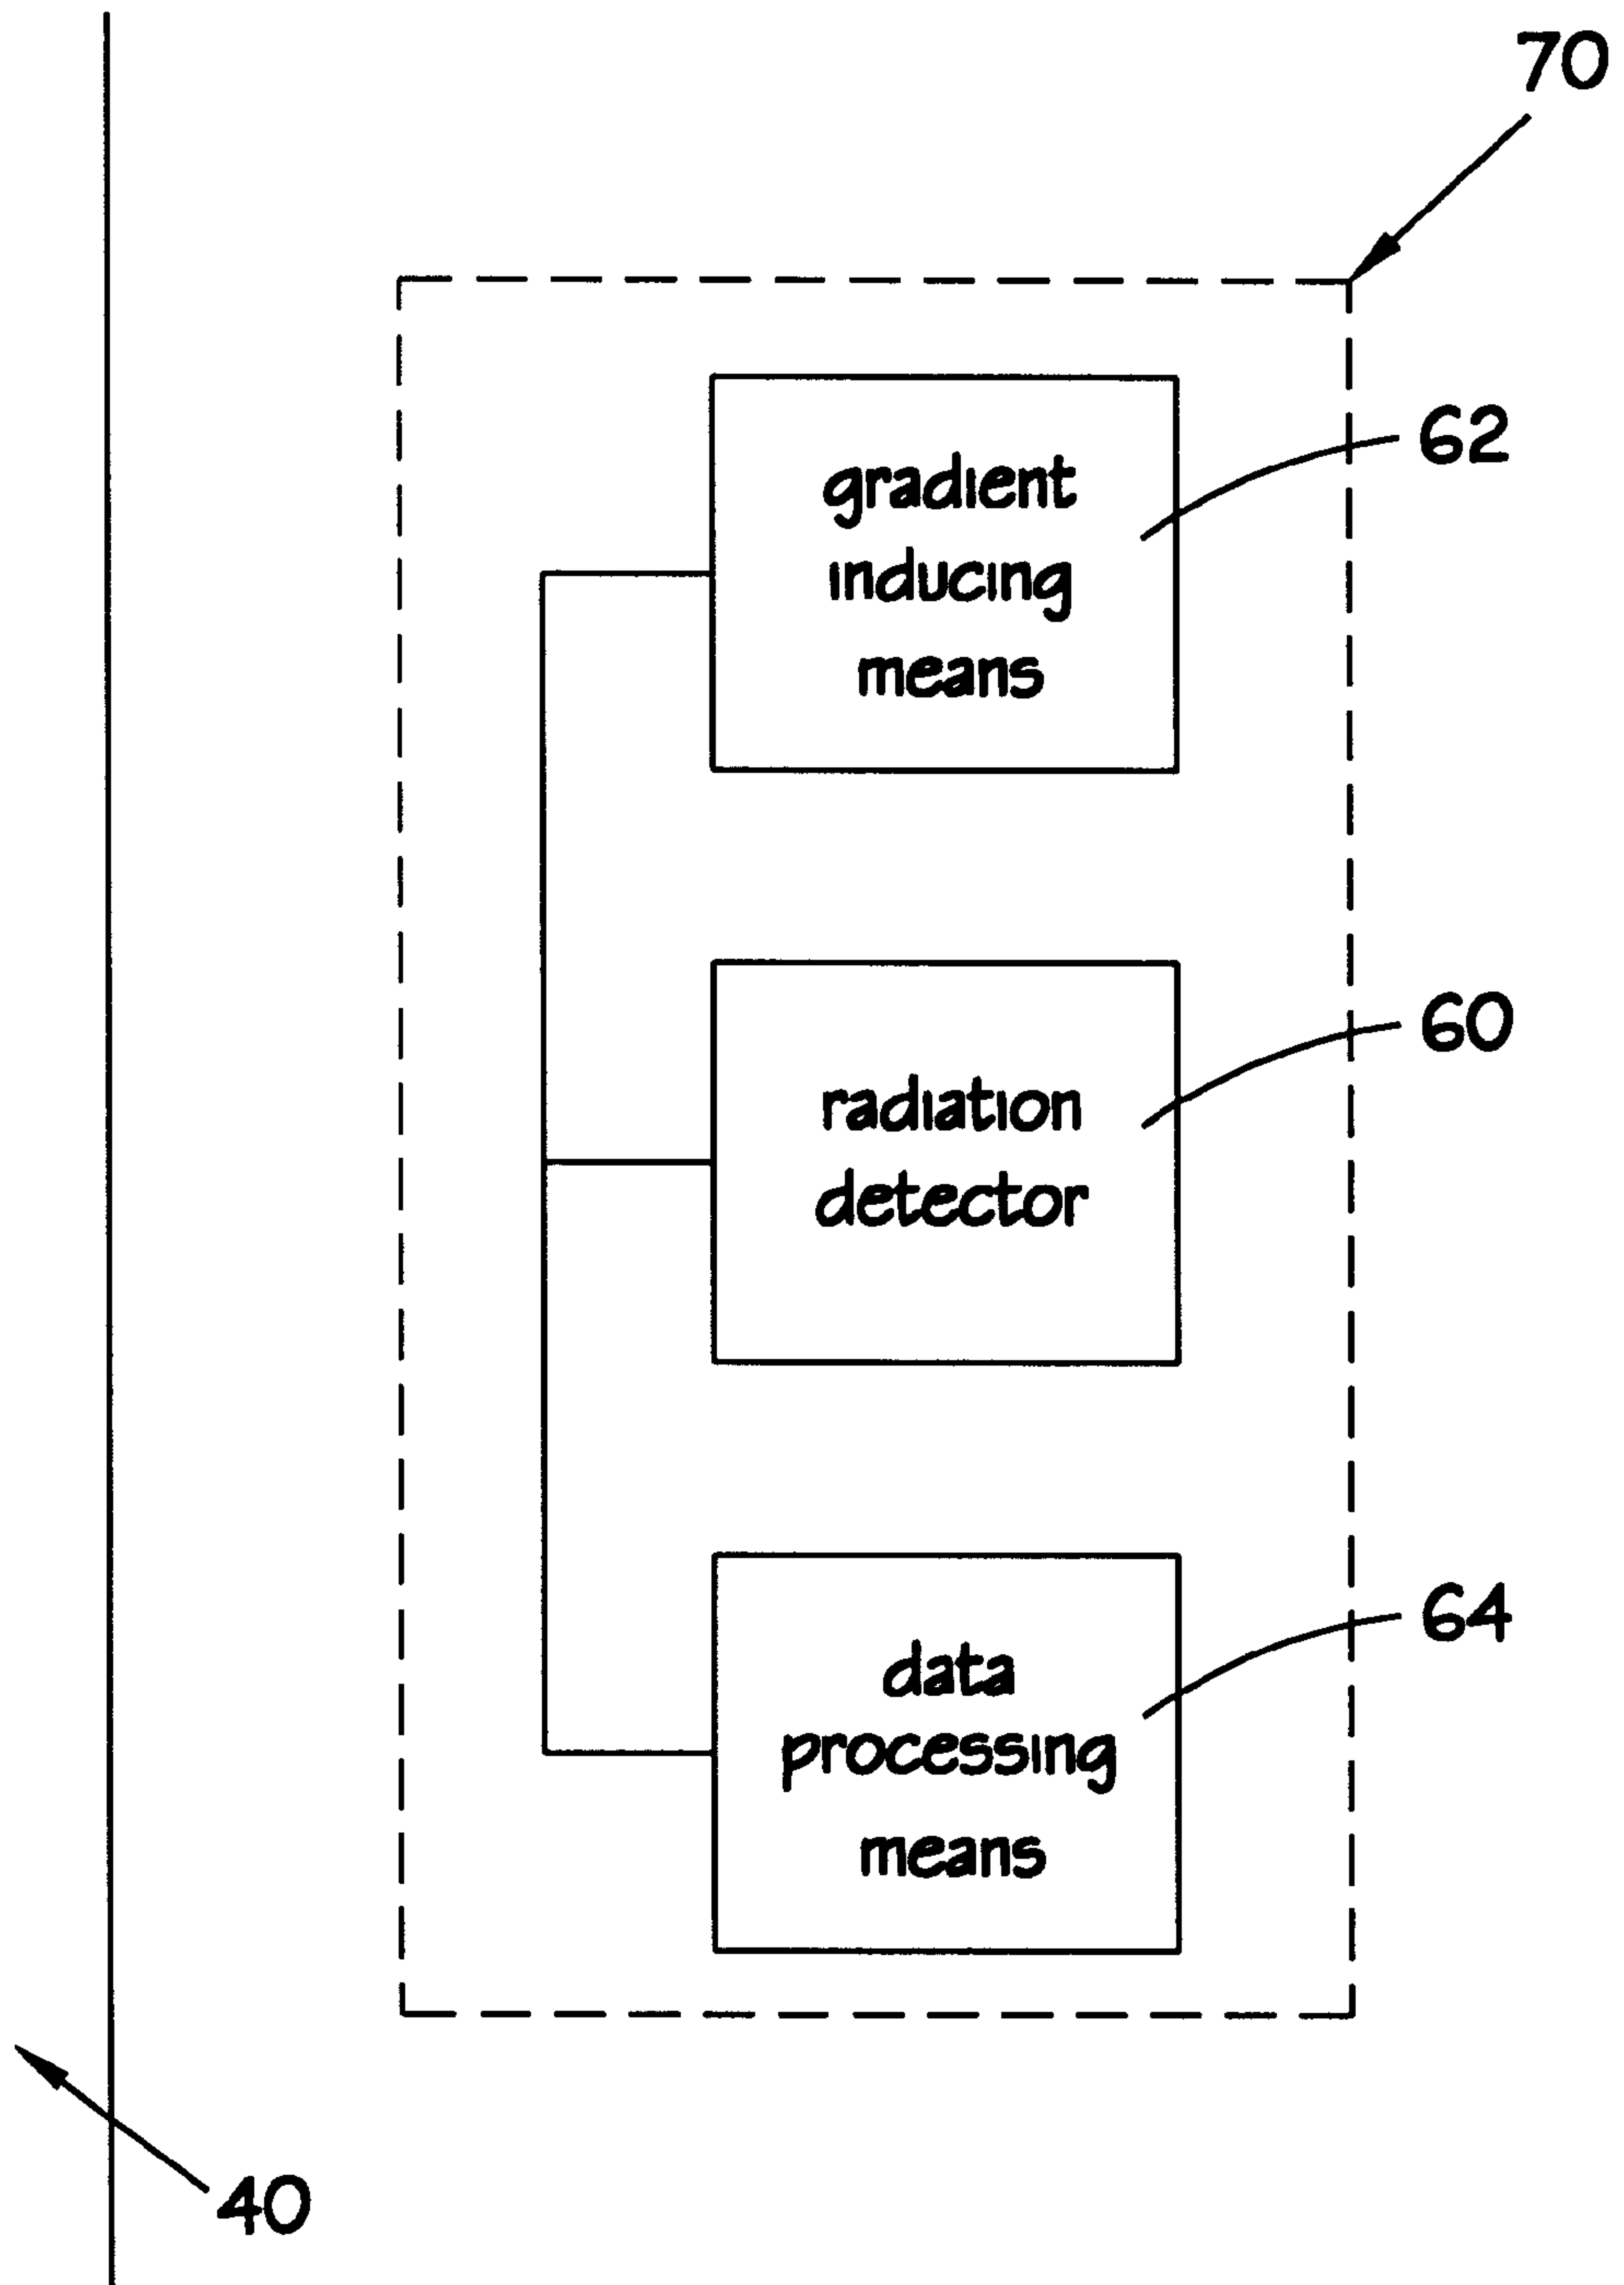 70
gradient
inducing
means
62
radiation
detector
60
data
processing
means
64
40